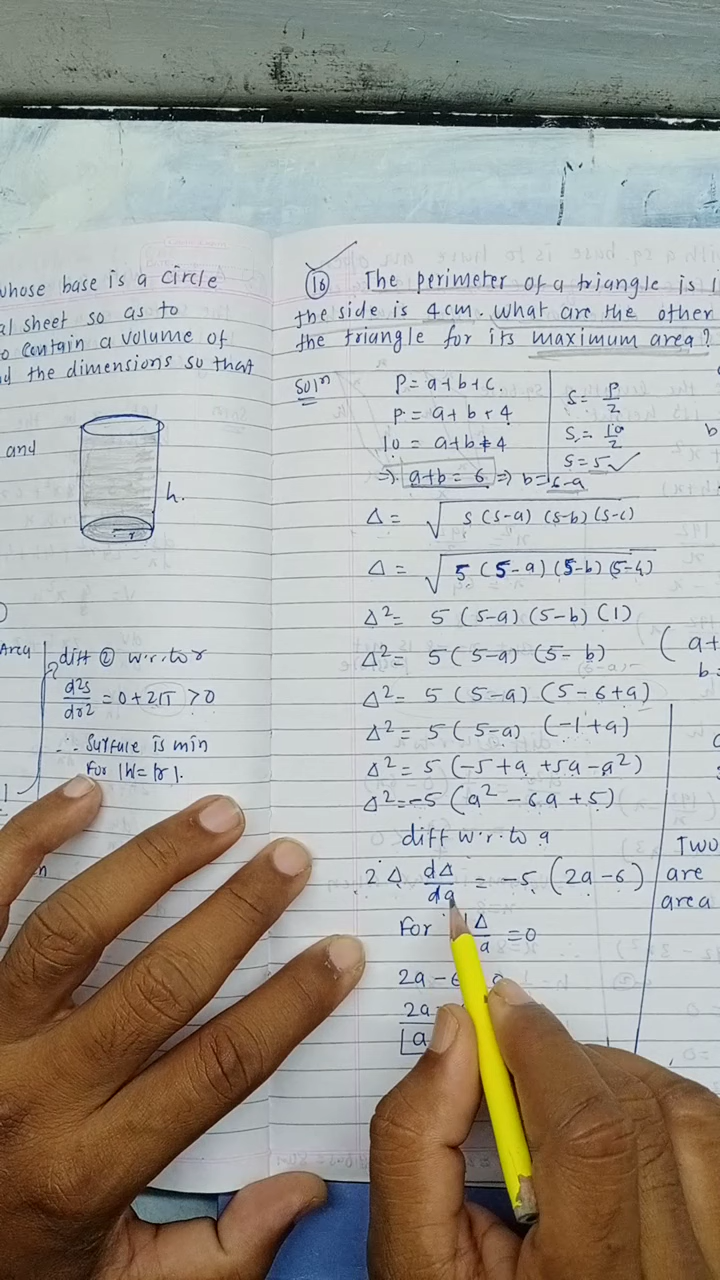 whose base is a circle
al sheet so as to
o contain a volume of
nd the dimensions so that
and
h.
r
Area
diff ② w.r.to r
d²s/dr² = 0+2π >0
∴ Surface is min
For |h|=|r|.
⑯ The perimeter of a triangle is 1
the side is 4cm. What are the other
the triangle for its maximum area?
Solⁿ
P = a+b+c.
P = a+b+4
10 = a+b+4
⇒ a+b = 6 ⇒ b=6-a
S = P/2
S = 10/2
S = 5 ✓
Δ = √s(s-a) (s-b) (s-c)
Δ = √5(5-a) (5-b) (5-4)
Δ² = 5(5-a) (5-b) (1)
Δ² = 5(5-a) (5-b)
Δ² = 5 (5-a) (5-6+a)
Δ² = 5 (5-a) (-1+a)
Δ² = 5(-5+a+5a-a²)
Δ² = -5(a²-6a+5)
diff w.r.to a
2Δ dΔ/da = -5 (2a-6)
For
=0
2a-6
2a
a
(a+
b=
Two
are
area